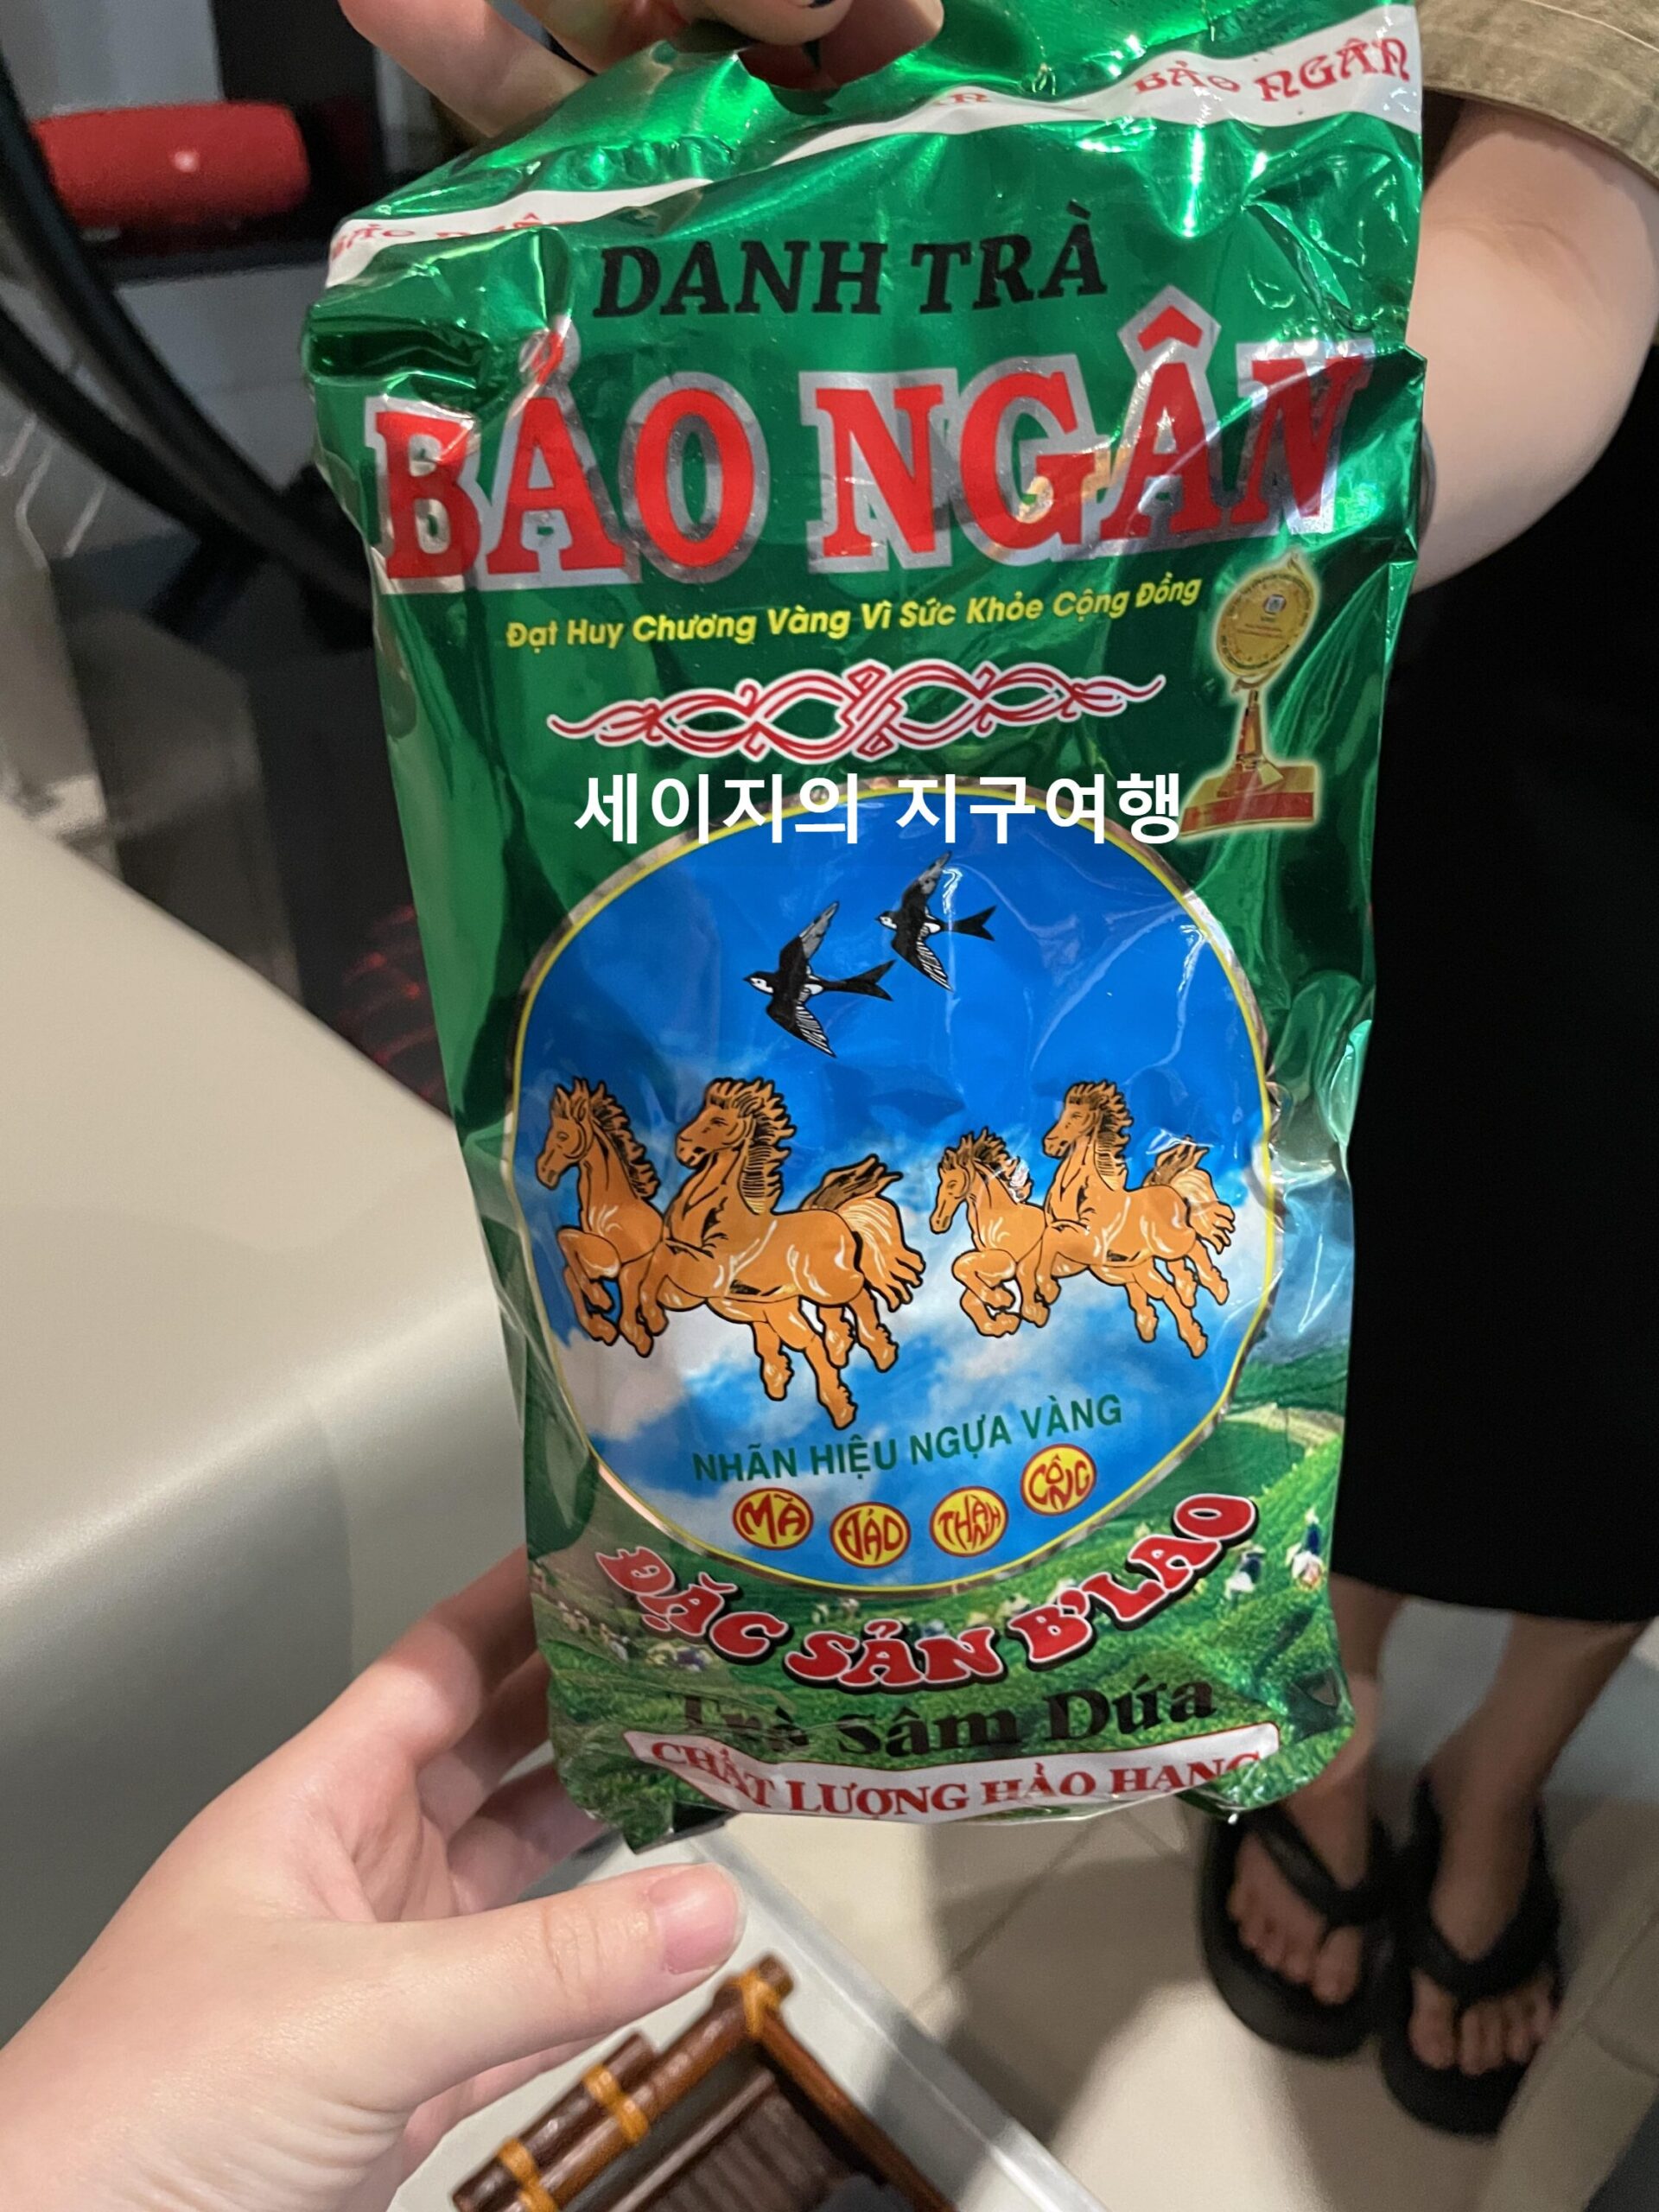 BẢO NGÂN
DANH TRÀ
BẢO NGÂN
Đạt Huy Chương Vàng Vì Sức Khỏe Cộng Đồng
세이지의 지구여행
NHÃN HIỆU NGỰA VÀNG
MÃ ĐÁO THÀNH CÔNG
ĐẶC SẢN B'LAO
Trà Sâm Dứa
CHẤT LƯỢNG HẢO HẠNG